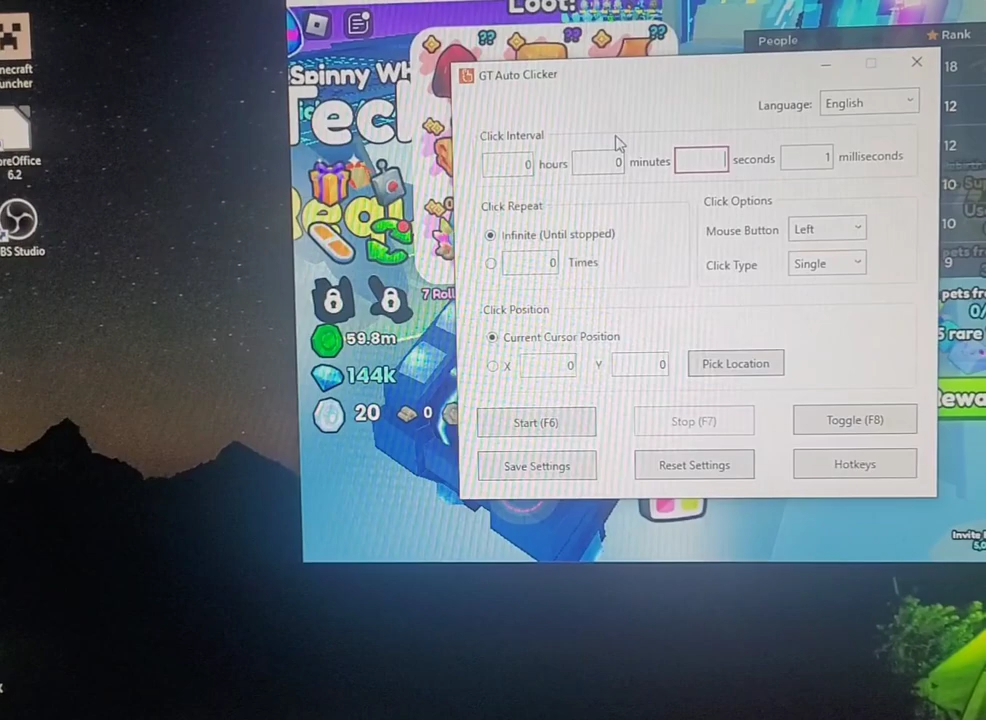 Loot:
necraft
uncher
reOffice
6.2
BS Studio
Spinny Wh
Tecl
7 Roll
59.8m
144k
20
0
GT Auto Clicker
Language: English
Click Interval
0 hours 0 minutes seconds 1 milliseconds
Click Repeat
Infinite (Until stopped)
0 Times
Click Options
Mouse Button Left
Click Type Single
Click Position
Current Cursor Position
X 0 Y 0 Pick Location
Start (F6) Stop (F7) Toggle (F8)
Save Settings Reset Settings Hotkeys
People Rank
18
12
12
10
10
9
pets fr
0/
5 rare
ewa
Invite
5,0